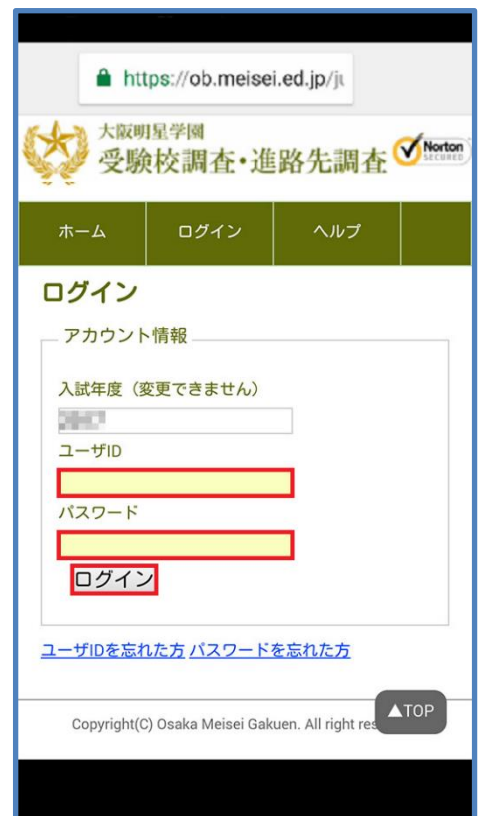 https://ob.meisei.ed.jp/ju
大阪明星学園
受験校調査・進路先調査
Norton
SECURED
ホーム ログイン ヘルプ
ログイン
アカウント情報
入試年度（変更できません）
ユーザID
パスワード
ログイン
ユーザIDを忘れた方 パスワードを忘れた方
▲TOP
Copyright(C) Osaka Meisei Gakuen. All right res